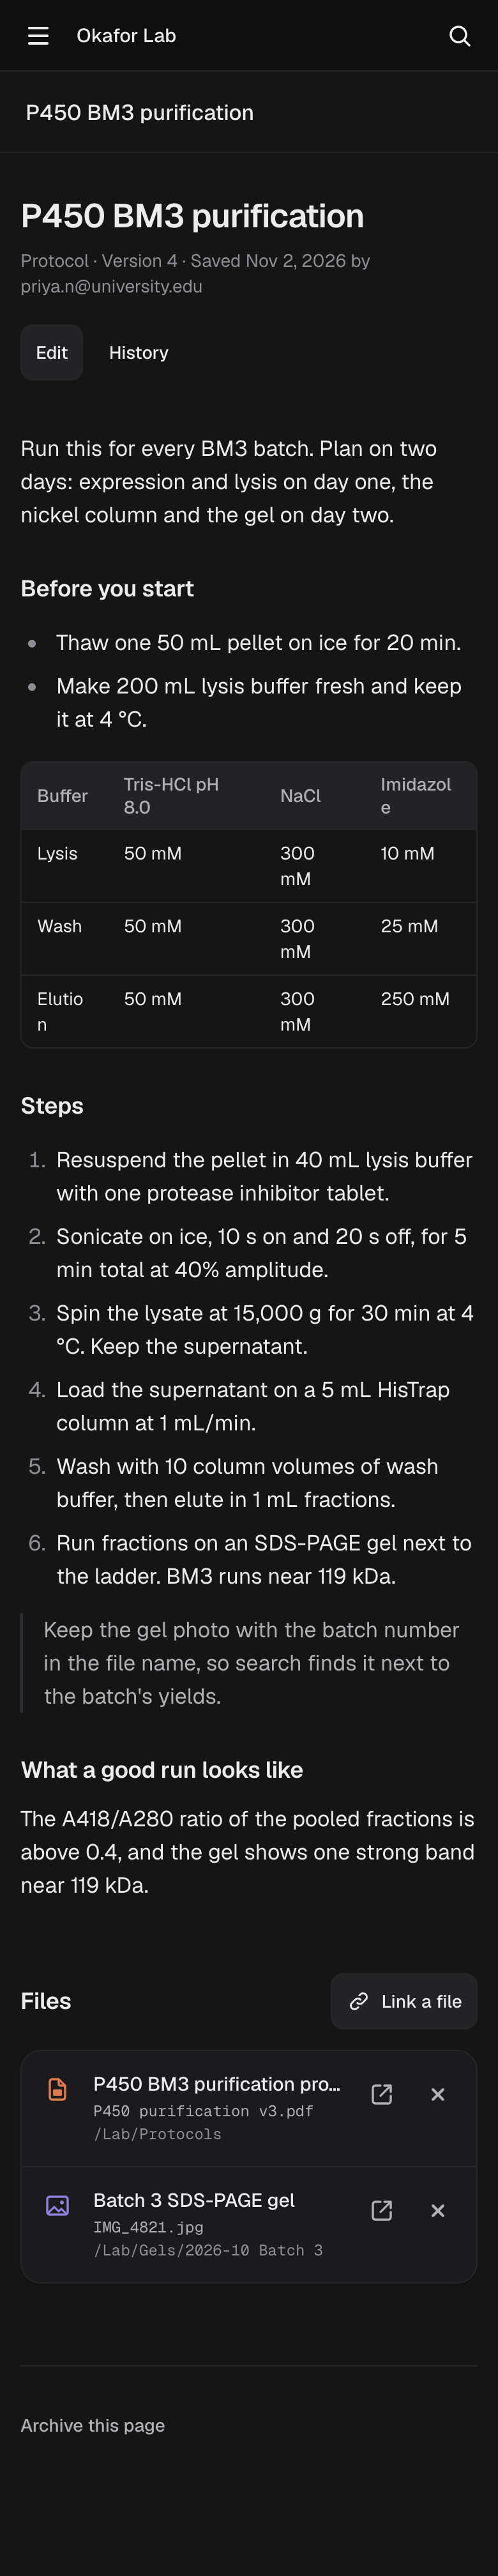 Okafor Lab
P450 BM3 purification
P450 BM3 purification
Protocol · Version 4 · Saved Nov 2, 2026 by
priya.n@university.edu
Edit History
Run this for every BM3 batch. Plan on two
days: expression and lysis on day one, the
nickel column and the gel on day two.
Before you start
• Thaw one 50 mL pellet on ice for 20 min.
• Make 200 mL lysis buffer fresh and keep
it at 4 °C.
Buffer Tris-HCl pH 8.0 NaCl Imidazole
Lysis 50 mM 300 mM 10 mM
Wash 50 mM 300 mM 25 mM
Elution 50 mM 300 mM 250 mM
Steps
1. Resuspend the pellet in 40 mL lysis buffer
with one protease inhibitor tablet.
2. Sonicate on ice, 10 s on and 20 s off, for 5
min total at 40% amplitude.
3. Spin the lysate at 15,000 g for 30 min at 4
°C. Keep the supernatant.
4. Load the supernatant on a 5 mL HisTrap
column at 1 mL/min.
5. Wash with 10 column volumes of wash
buffer, then elute in 1 mL fractions.
6. Run fractions on an SDS-PAGE gel next to
the ladder. BM3 runs near 119 kDa.
Keep the gel photo with the batch number
in the file name, so search finds it next to
the batch's yields.
What a good run looks like
The A418/A280 ratio of the pooled fractions is
above 0.4, and the gel shows one strong band
near 119 kDa.
Files Link a file
P450 BM3 purification pro...
P450 purification v3.pdf
/Lab/Protocols
Batch 3 SDS-PAGE gel
IMG_4821.jpg
/Lab/Gels/2026-10 Batch 3
Archive this page